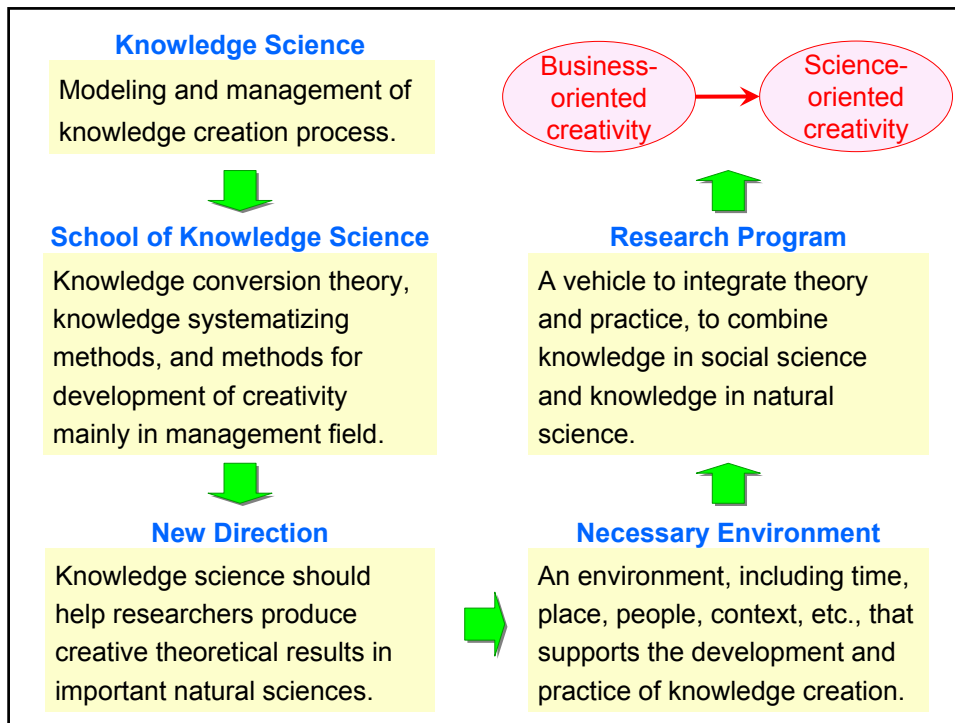 Knowledge Science
Modeling and management of
knowledge creation process.
School of Knowledge Science
Knowledge conversion theory,
knowledge systematizing
methods, and methods for
development of creativity
mainly in management field.
New Direction
Knowledge science should
help researchers produce
creative theoretical results in
important natural sciences.
Necessary Environment
An environment, including time,
place, people, context, etc., that
supports the development and
practice of knowledge creation.
Research Program
A vehicle to integrate theory
and practice, to combine
knowledge in social science
and knowledge in natural
science.
Business-
oriented
creativity
Science-
oriented
creativity